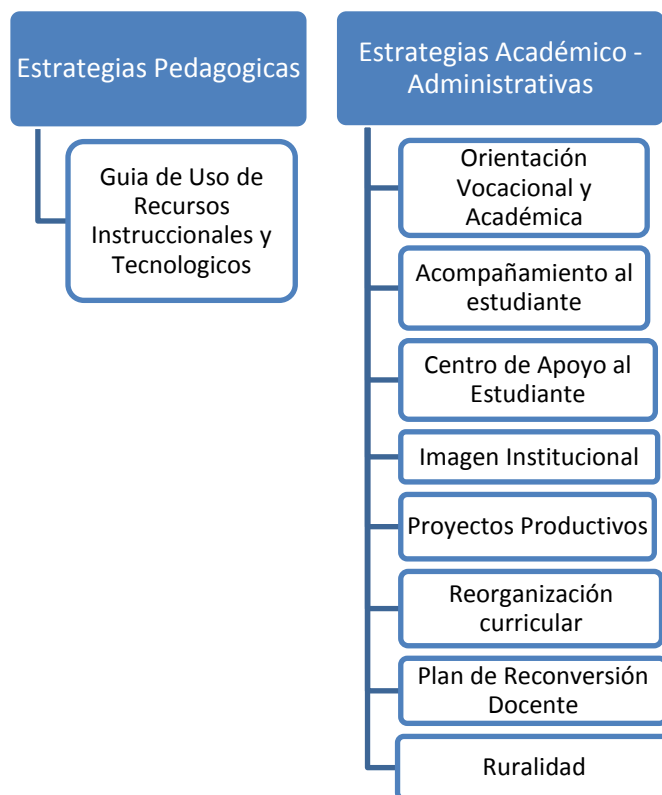 Estrategias Pedagogicas
Guia de Uso de
Recursos
Instruccionales y
Tecnologicos
Estrategias Académico -
Administrativas
Orientación
Vocacional y
Académica
Acompañamiento al
estudiante
Centro de Apoyo al
Estudiante
Imagen Institucional
Proyectos Productivos
Reorganización
curricular
Plan de Reconversión
Docente
Ruralidad